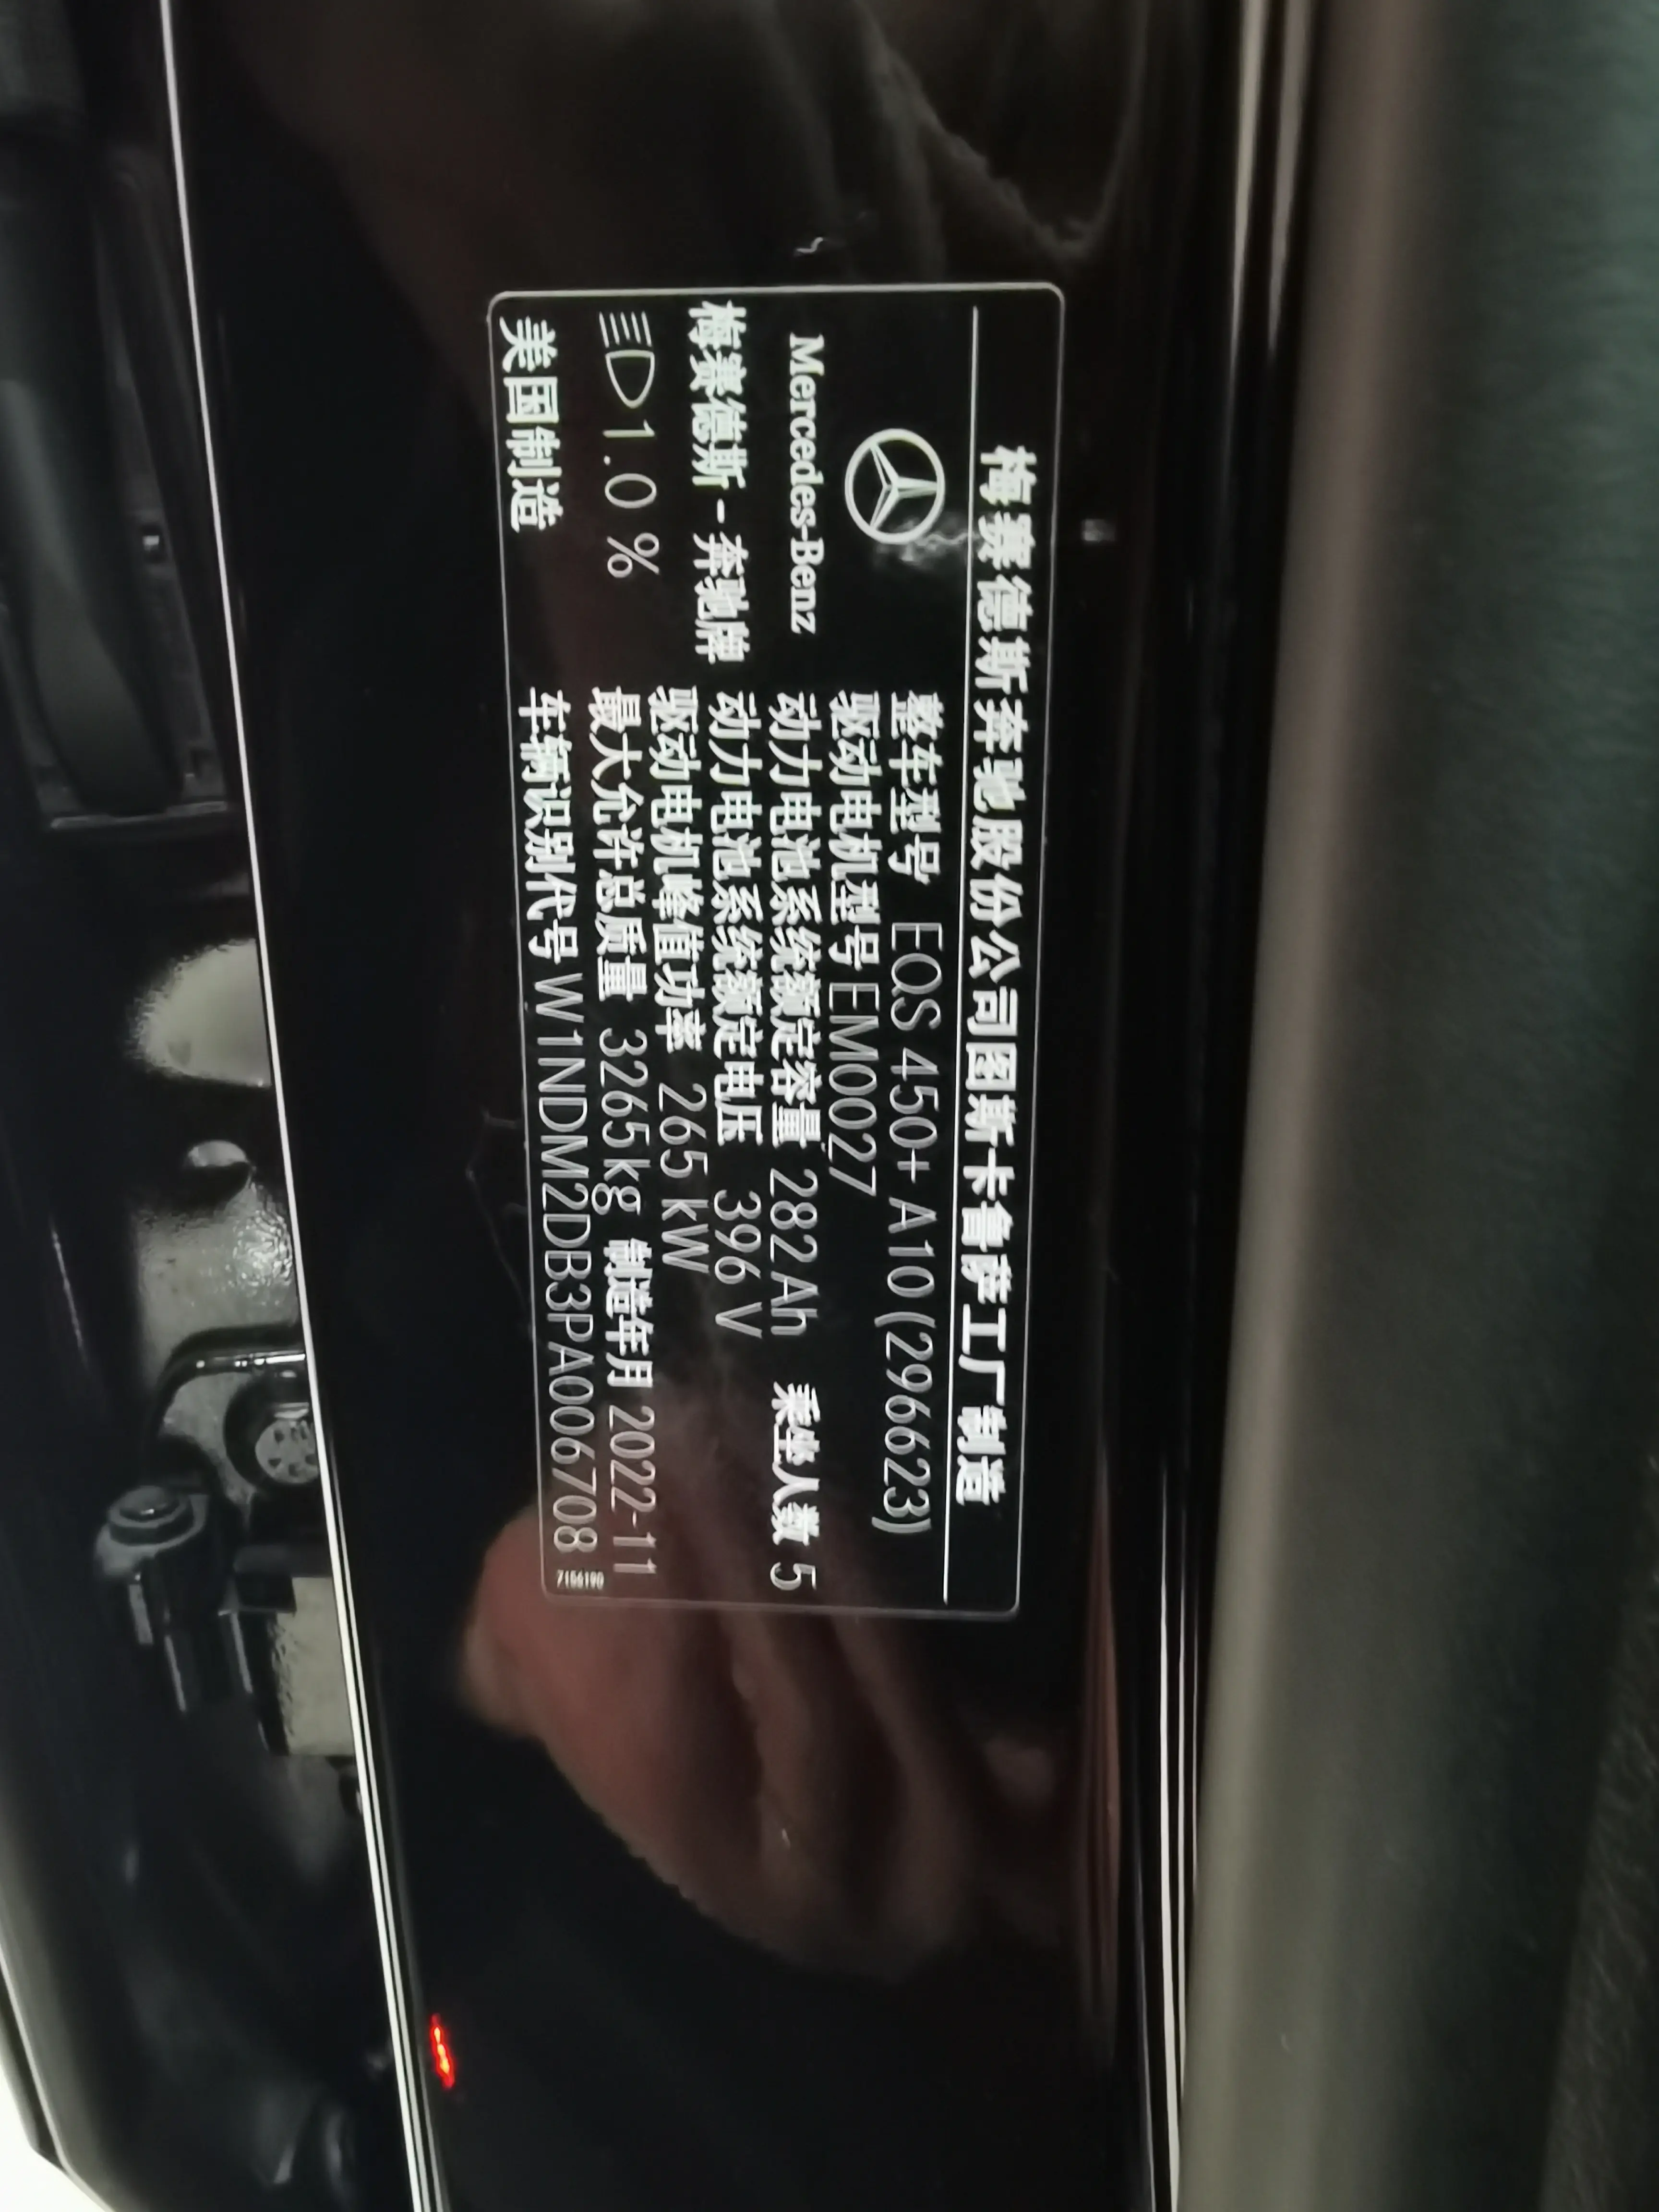 梅赛德斯奔驰股份公司图斯卡鲁萨工厂制造
Mercedes-Benz
梅赛德斯-奔驰牌
1.0 %
美国制造
整车型号 EQS 450+ A10 (296623)
驱动电机型号 EM0027
动力电池系统额定容量 282 Ah 乘坐人数 5
动力电池系统额定电压 396 V
驱动电机峰值功率 265 kW
最大允许总质量 3265kg 制造年月 2022-11
车辆识别代号 W1NDM2DB3PA006708
7156190